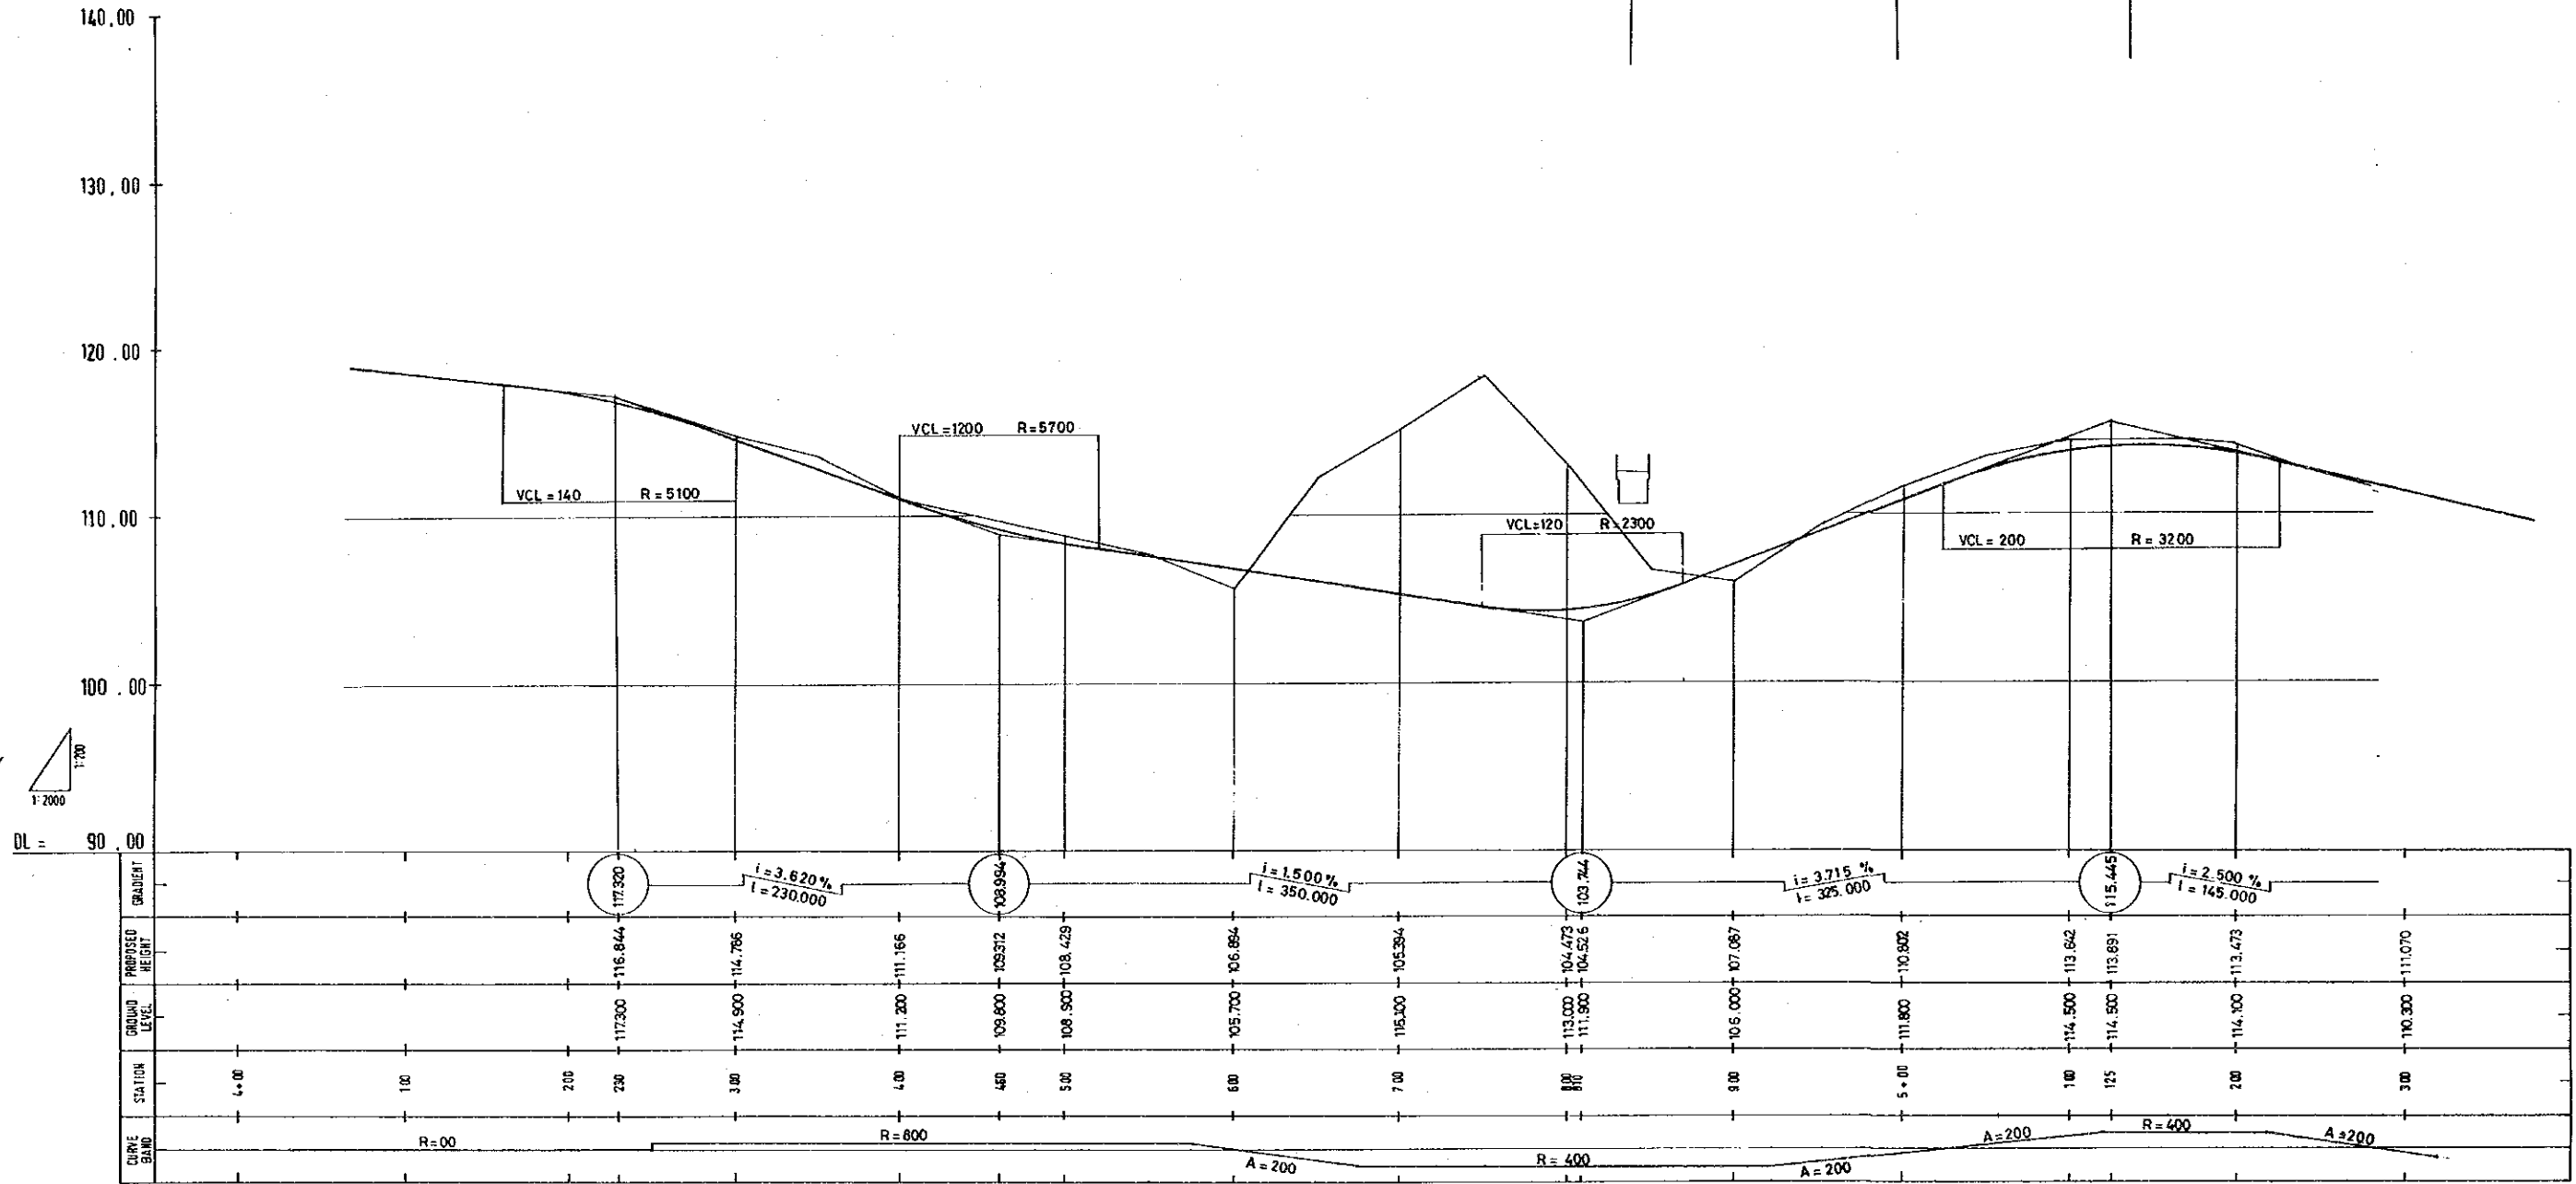 140.00
130.00
120.00
110.00
100.00
DL = 90.00
1:200
1:2000
VCL = 140 R = 5100
VCL=1200 R=5700
VCL=120 R=2300
VCL = 200 R = 3200
GRADIENT
117.320
i = 3.620 %
l = 230.000
108.994
i = 1.500 %
l = 350.000
103.744
i = 3.715 %
l = 325.000
115.445
i = 2.500 %
l = 145.000
PROPOSED HEIGHT
116.844 114.786 111.166 109.312 108.429 106.894 105.394 104.473 104.526 107.087 110.802 113.642 113.891 113.473 111.070
GROUND LEVEL
117.300 114.900 111.200 109.800 108.900 105.700 113.000 111.900 111.800 114.500 114.500 114.100 110.300
STATION
4+00 100 200 230 300 400 460 500 600 700 800 810 900 5+00 100 125 200 300
CURVE BAND
R=00 R=800 A = 200 R = 400 A = 200 A=200 R=400 A=200